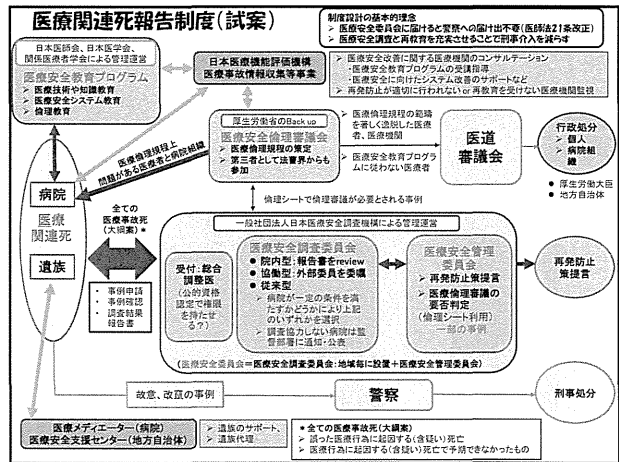 医療関連死報告制度(試案)
制度設計の基本的理念
➢ 医療安全委員会に届けると警察への届け出不要(医師法21条改正)
➢ 医療安全調査と再教育を充実させることで刑事介入を減らす
日本医師会、日本医学会、
関係医療者学会による管理運営
医療安全教育プログラム
➢ 医療技術や知識教育
➢ 医療安全システム教育
➢ 倫理教育
日本医療機能評価機構
医療事故情報収集等事業
➢ 医療安全改善に関する医療機関のコンサルテーション
・医療安全教育プログラムの受講指導
・医療安全に向けたシステム改善のサポートなど
➢ 再発防止が適切に行われない or 再教育を受けない医療機関監視
厚生労働省のBack up
医療安全倫理審議会
➢ 医療倫理規程の策定
➢ 第三者として法曹界からも
参加
➢ 医療倫理規程の範疇
を著しく逸脱した医療
者、医療機関
➢ 医療安全教育プログラ
ムに従わない医療者
医道
審議会
行政処分
➢ 個人
➢ 病院組
織
● 厚生労働大臣
● 地方自治体
医療倫理規程上
問題がある医療者と病院組織
病院
医療
関連死
遺族
全ての
医療事故死
(大綱案)*
・ 事例申請
・ 事例確認
・ 調査結果
報告書
倫理シートで倫理審議が必要とされる事例
一般社団法人日本医療安全調査機構による管理運営
受付:総合
調整医
(公的資格
認定で権限
を持たせ
る?)
医療安全調査委員会
● 院内型:報告書をreview
● 協働型:外部委員を委嘱
● 従来型
➢ 病院が一定の条件を満
たすかどうかにより上記
のいずれかを選択
➢ 調査協力しない病院は監
督部署に通知・公表
医療安全管理
委員会
➢ 再発防止策提言
➢ 医療倫理審議の
要否判定
(倫理シート利用)
一部の事例
再発防止
策提言
(医療安全委員会=医療安全調査委員会:地域毎に設置+医療安全管理委員会)
故意、改竄の事例
警察
刑事処分
医療メディエーター(病院)
医療安全支援センター(地方自治体)
➢ 遺族のサポート、
➢ 遺族代理
*全ての医療事故死(大綱案)
➢ 誤った医療行為に起因する(含疑い)死亡
➢ 医療行為に起因する(含疑い)死亡で予期できなかったもの